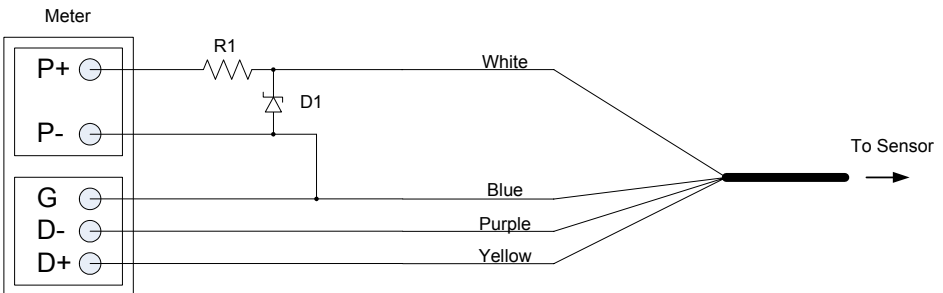 Meter
P+
R1
White
D1
P-
To Sensor
G
Blue
D-
Purple
D+
Yellow